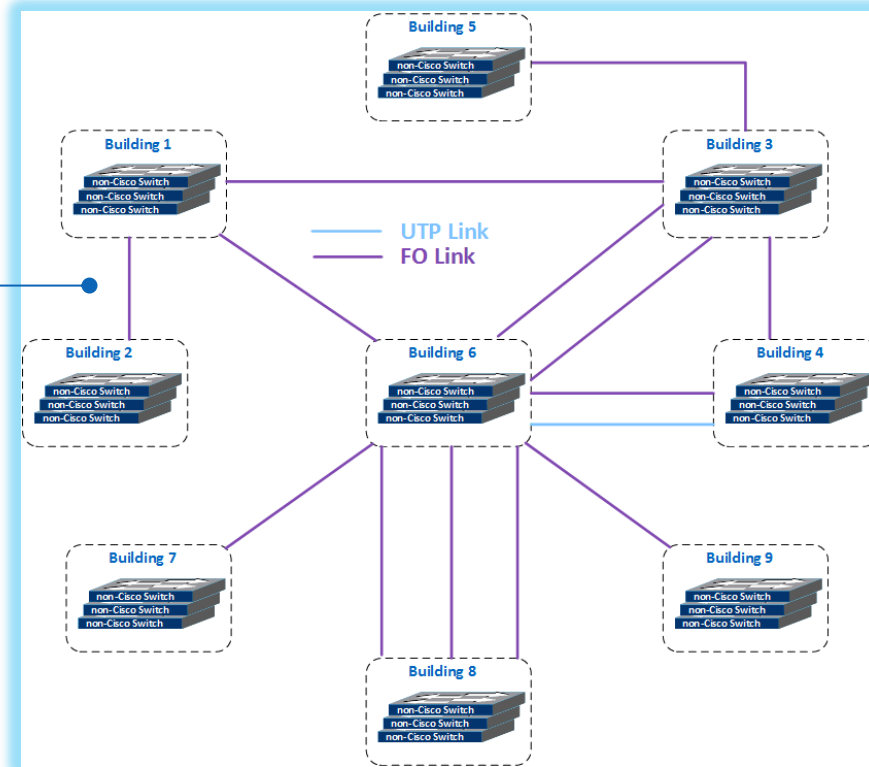 Building 5
non-Cisco Switch
non-Cisco Switch
non-Cisco Switch
Building 1
non-Cisco Switch
non-Cisco Switch
non-Cisco Switch
Building 3
non-Cisco Switch
non-Cisco Switch
non-Cisco Switch
UTP Link
FO Link
Building 2
non-Cisco Switch
non-Cisco Switch
non-Cisco Switch
Building 6
non-Cisco Switch
non-Cisco Switch
non-Cisco Switch
Building 4
non-Cisco Switch
non-Cisco Switch
non-Cisco Switch
Building 7
non-Cisco Switch
non-Cisco Switch
non-Cisco Switch
Building 9
non-Cisco Switch
non-Cisco Switch
non-Cisco Switch
Building 8
non-Cisco Switch
non-Cisco Switch
non-Cisco Switch